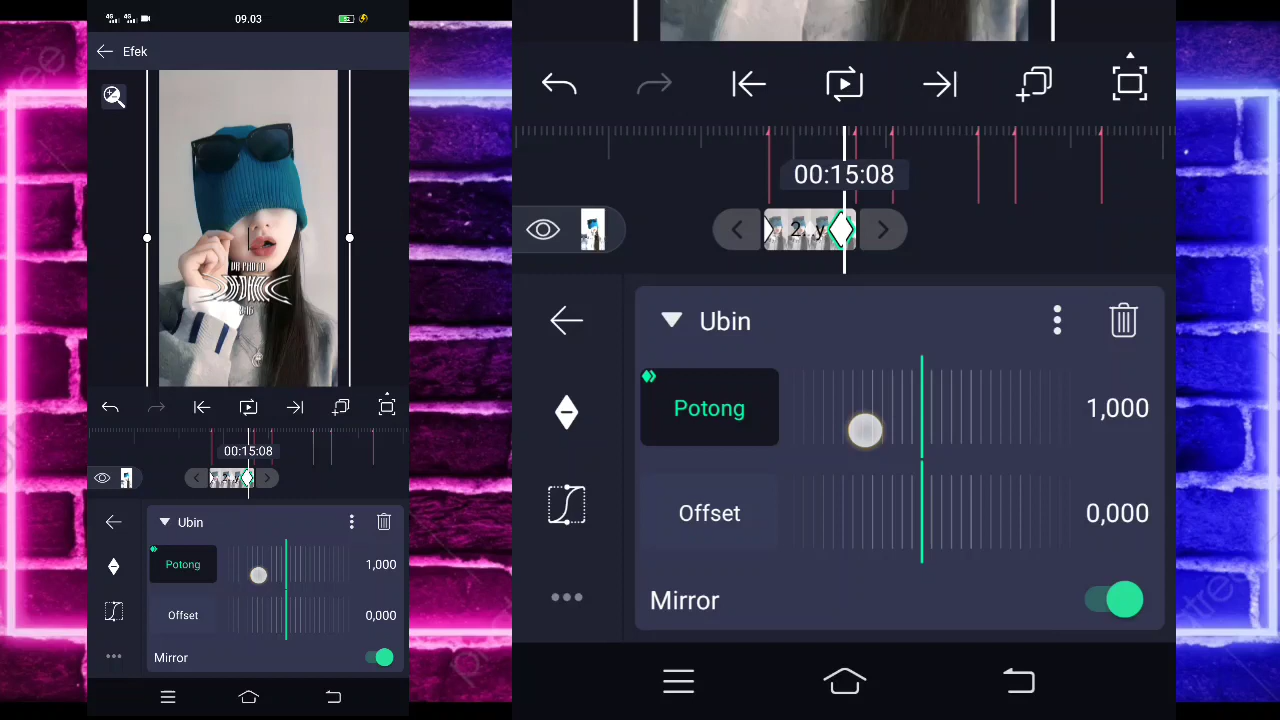 09.03
Efek
00:15:08
Ubin
Potong
1,000
Offset
0,000
Mirror
00:15:08
2...y
Ubin
Potong
1,000
Offset
0,000
Mirror